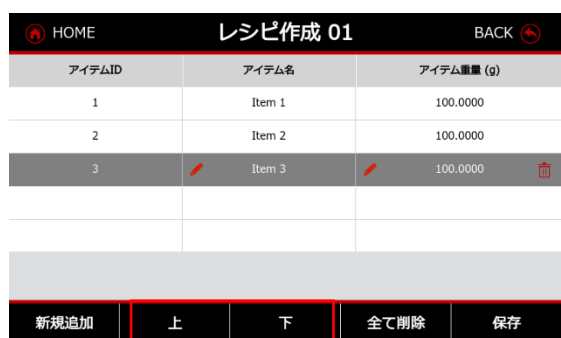 HOME レシピ作成 01 BACK
アイテムID アイテム名 アイテム重量 (g)
1 Item 1 100.0000
2 Item 2 100.0000
3 Item 3 100.0000
新規追加 上 下 全て削除 保存